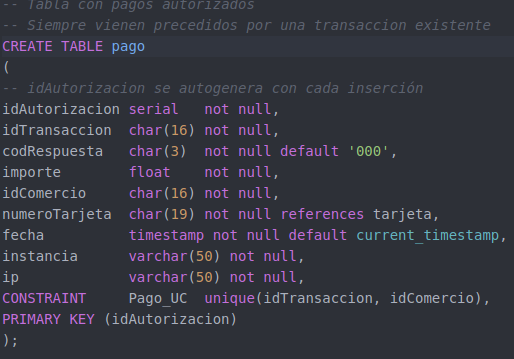 -- Tabla con pagos autorizados
-- Siempre vienen precedidos por una transaccion existente
CREATE TABLE pago
(
-- idAutorizacion se autogenera con cada inserción
idAutorizacion serial   not null,
idTransaccion  char(16) not null,
codRespuesta   char(3)  not null default '000',
importe        float    not null,
idComercio     char(16) not null,
numeroTarjeta  char(19) not null references tarjeta,
fecha          timestamp not null default current_timestamp,
instancia      varchar(50) not null,
ip             varchar(50) not null,
CONSTRAINT     Pago_UC  unique(idTransaccion, idComercio),
PRIMARY KEY (idAutorizacion)
);